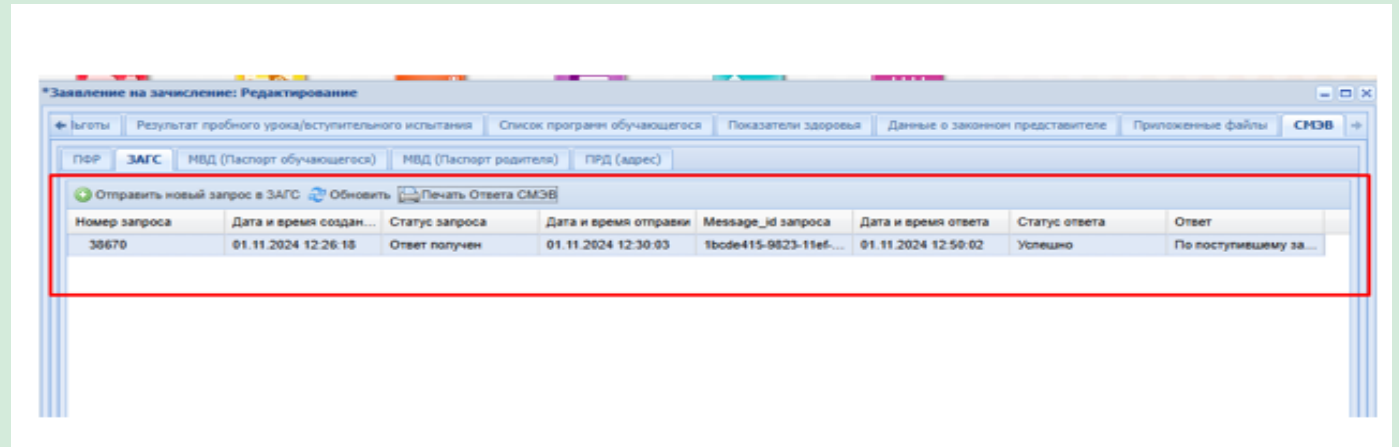 *Заявление на зачисление: Редактирование
льготы Результат пробного урока/вступительного испытания Список программ обучающегося Показатели здоровья Данные о законном представителе Приложенные файлы СМЭВ
ПФР ЗАГС МВД (Паспорт обучающегося) МВД (Паспорт родителя) ПРД (адрес)
Отправить новый запрос в ЗАГС Обновить Печать Ответа СМЭВ
Номер запроса Дата и время создан... Статус запроса Дата и время отправки Message_id запроса Дата и время ответа Статус ответа Ответ
38670 01.11.2024 12:26:18 Ответ получен 01.11.2024 12:30:03 1bcde415-9823-11ef-... 01.11.2024 12:50:02 Успешно По поступившему за...